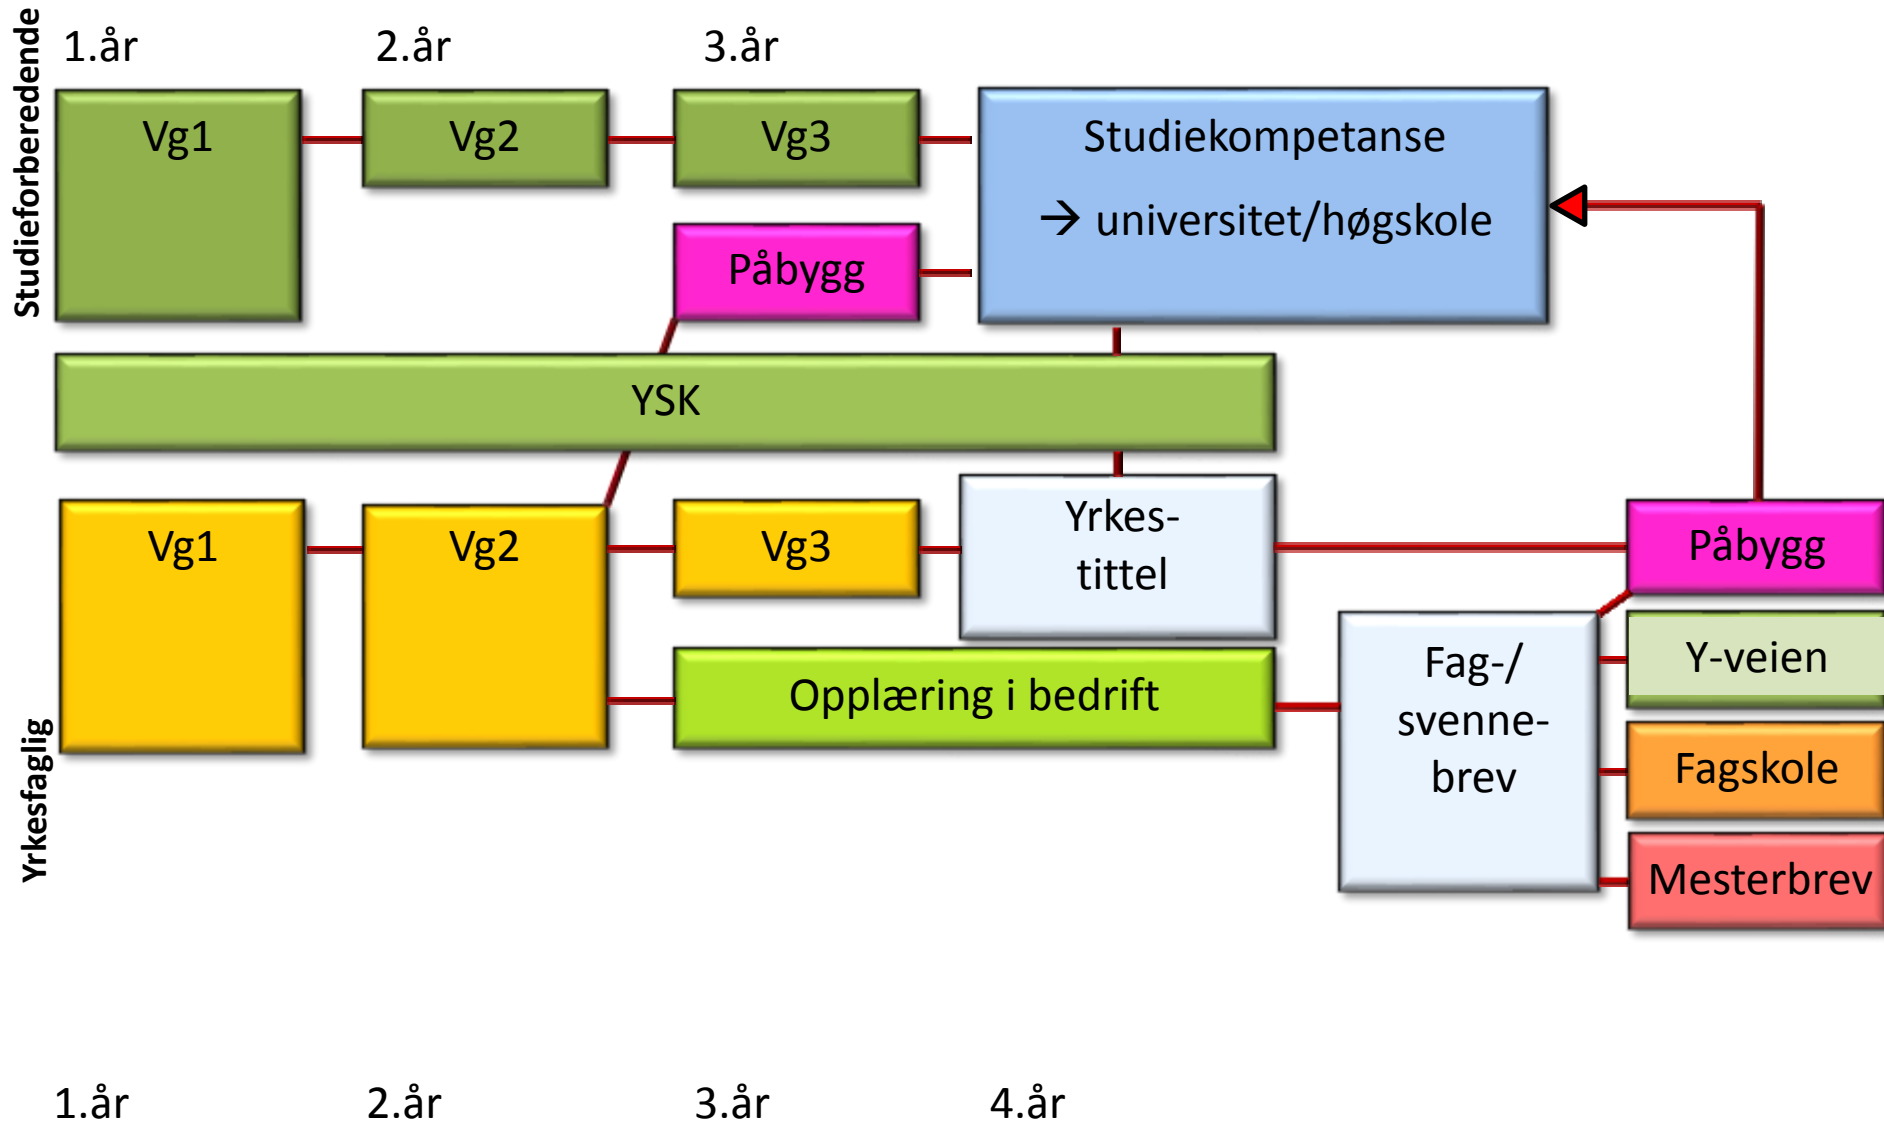 Studieforberedende
1.år
2.år
3.år
Vg1
Vg2
Vg3
Studiekompetanse
→ universitet/høgskole
Påbygg
YSK
Yrkesfaglig
Vg1
Vg2
Vg3
Yrkes-
tittel
Påbygg
Opplæring i bedrift
Fag-/
svenne-
brev
Y-veien
Fagskole
Mesterbrev
1.år
2.år
3.år
4.år